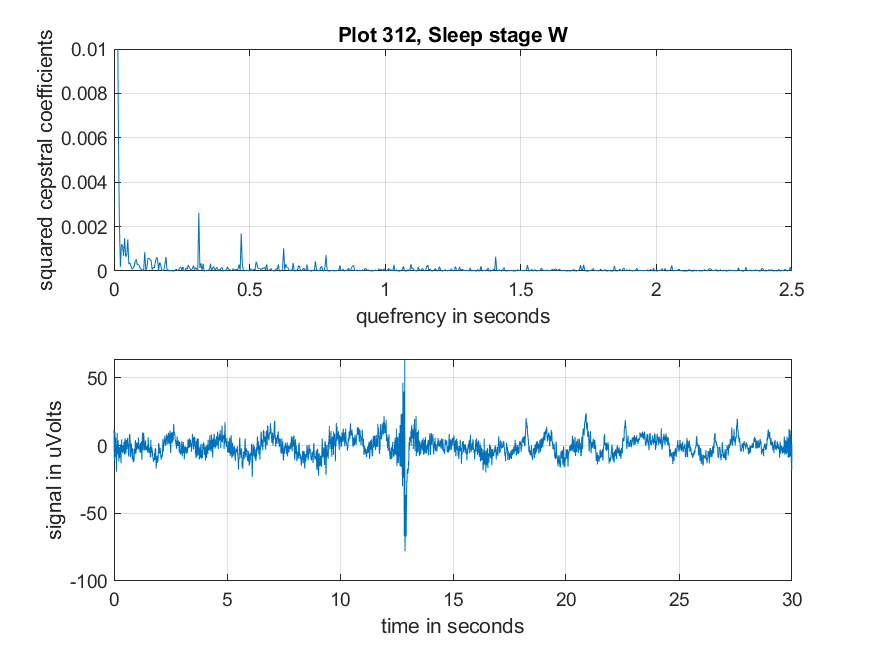 Plot 312, Sleep stage W
squared cepstral coefficients
0.01
0.008
0.006
0.004
0.002
0
0 0.5 1 1.5 2 2.5
quefrency in seconds
signal in uVolts
50
0
-50
-100
0 5 10 15 20 25 30
time in seconds